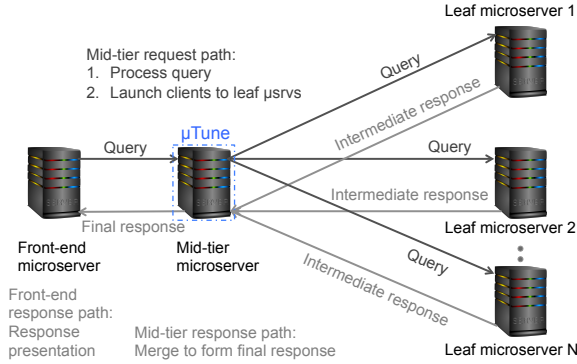 Leaf microserver 1
Mid-tier request path:
1. Process query
2. Launch clients to leaf µsrvs
Query
Intermediate response
µTune
Query
Query
Intermediate response
Final response
Front-end
microserver
Mid-tier
microserver
Leaf microserver 2
Query
Intermediate response
Front-end
response path:
Response
presentation
Mid-tier response path:
Merge to form final response
Leaf microserver N